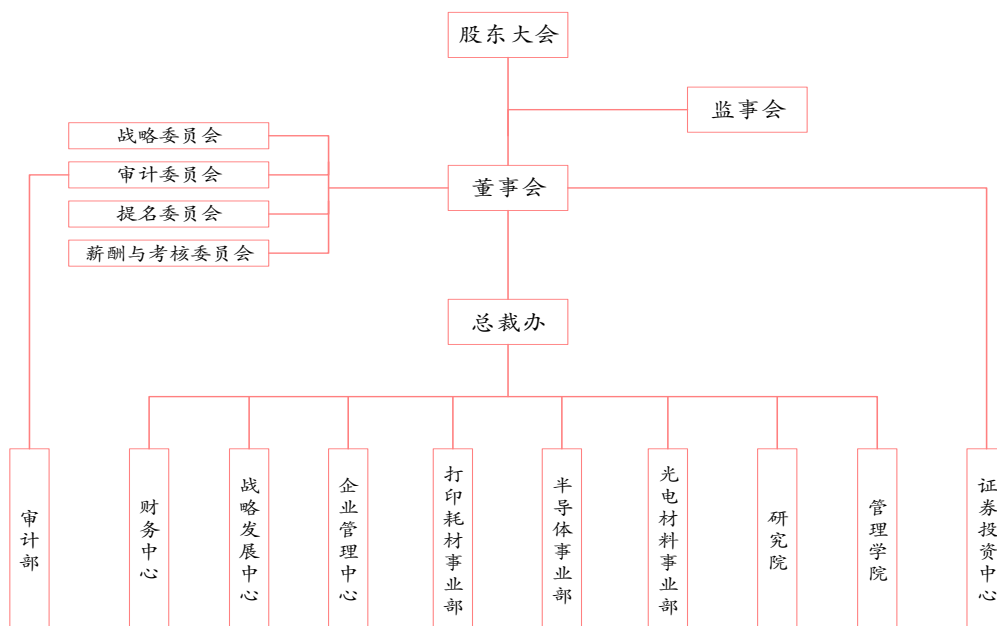 股东大会
监事会
战略委员会
审计委员会
董事会
提名委员会
薪酬与考核委员会
总裁办
审计部
财务中心
战略发展中心
企业管理中心
打印耗材事业部
半导体事业部
光电材料事业部
研究院
管理学院
证券投资中心